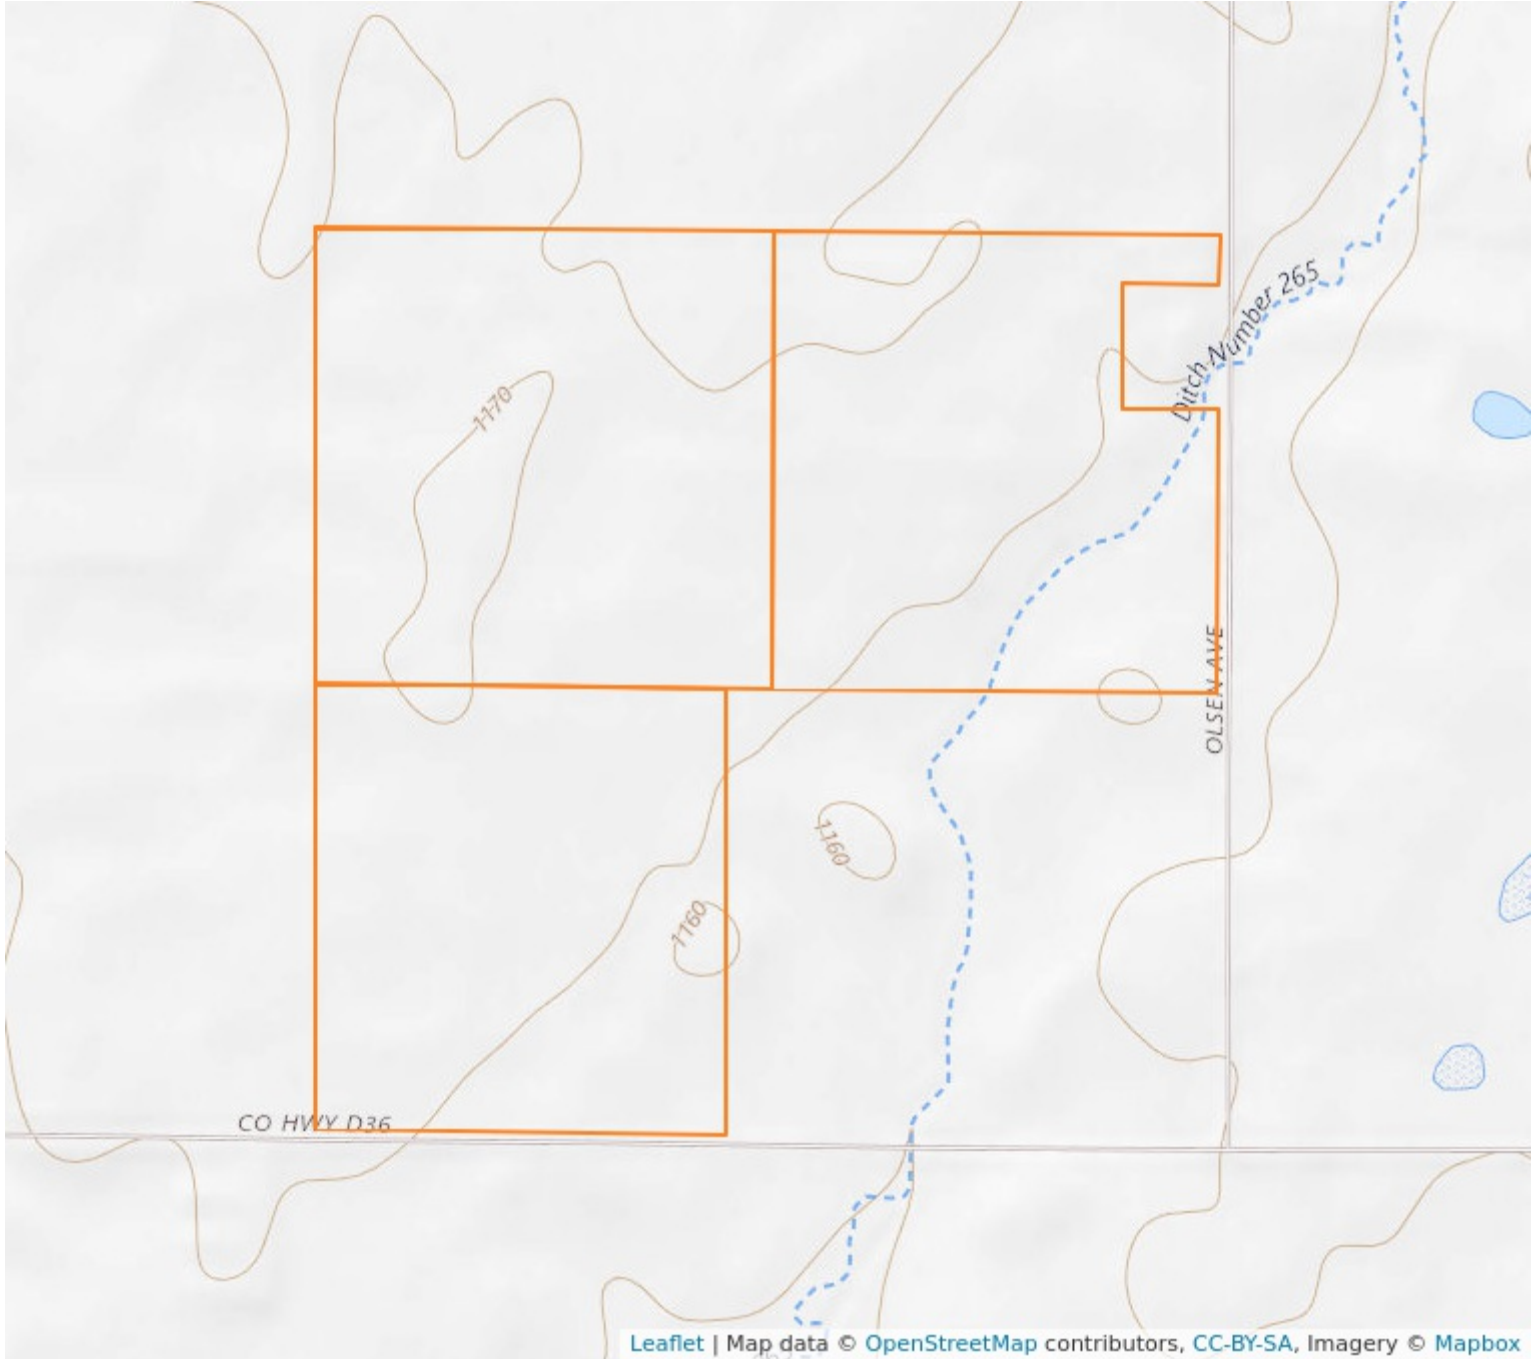 Ditch Number 265
1170
OLSEN AVE
1160
1160
CO HWY D36
Leaflet | Map data © OpenStreetMap contributors, CC-BY-SA, Imagery © Mapbox